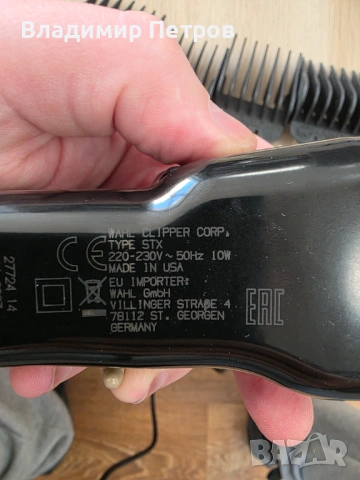 Владимир Петров
WAHL CLIPPER CORP.
TYPE STX
220-230V ~ 50Hz 10W
MADE IN USA
EU IMPORTER:
WAHL GmbH
VILLINGER STRAßE 4
78112 ST. GEORGEN
GERMANY
CE
EAC
27724 14
BAZAR